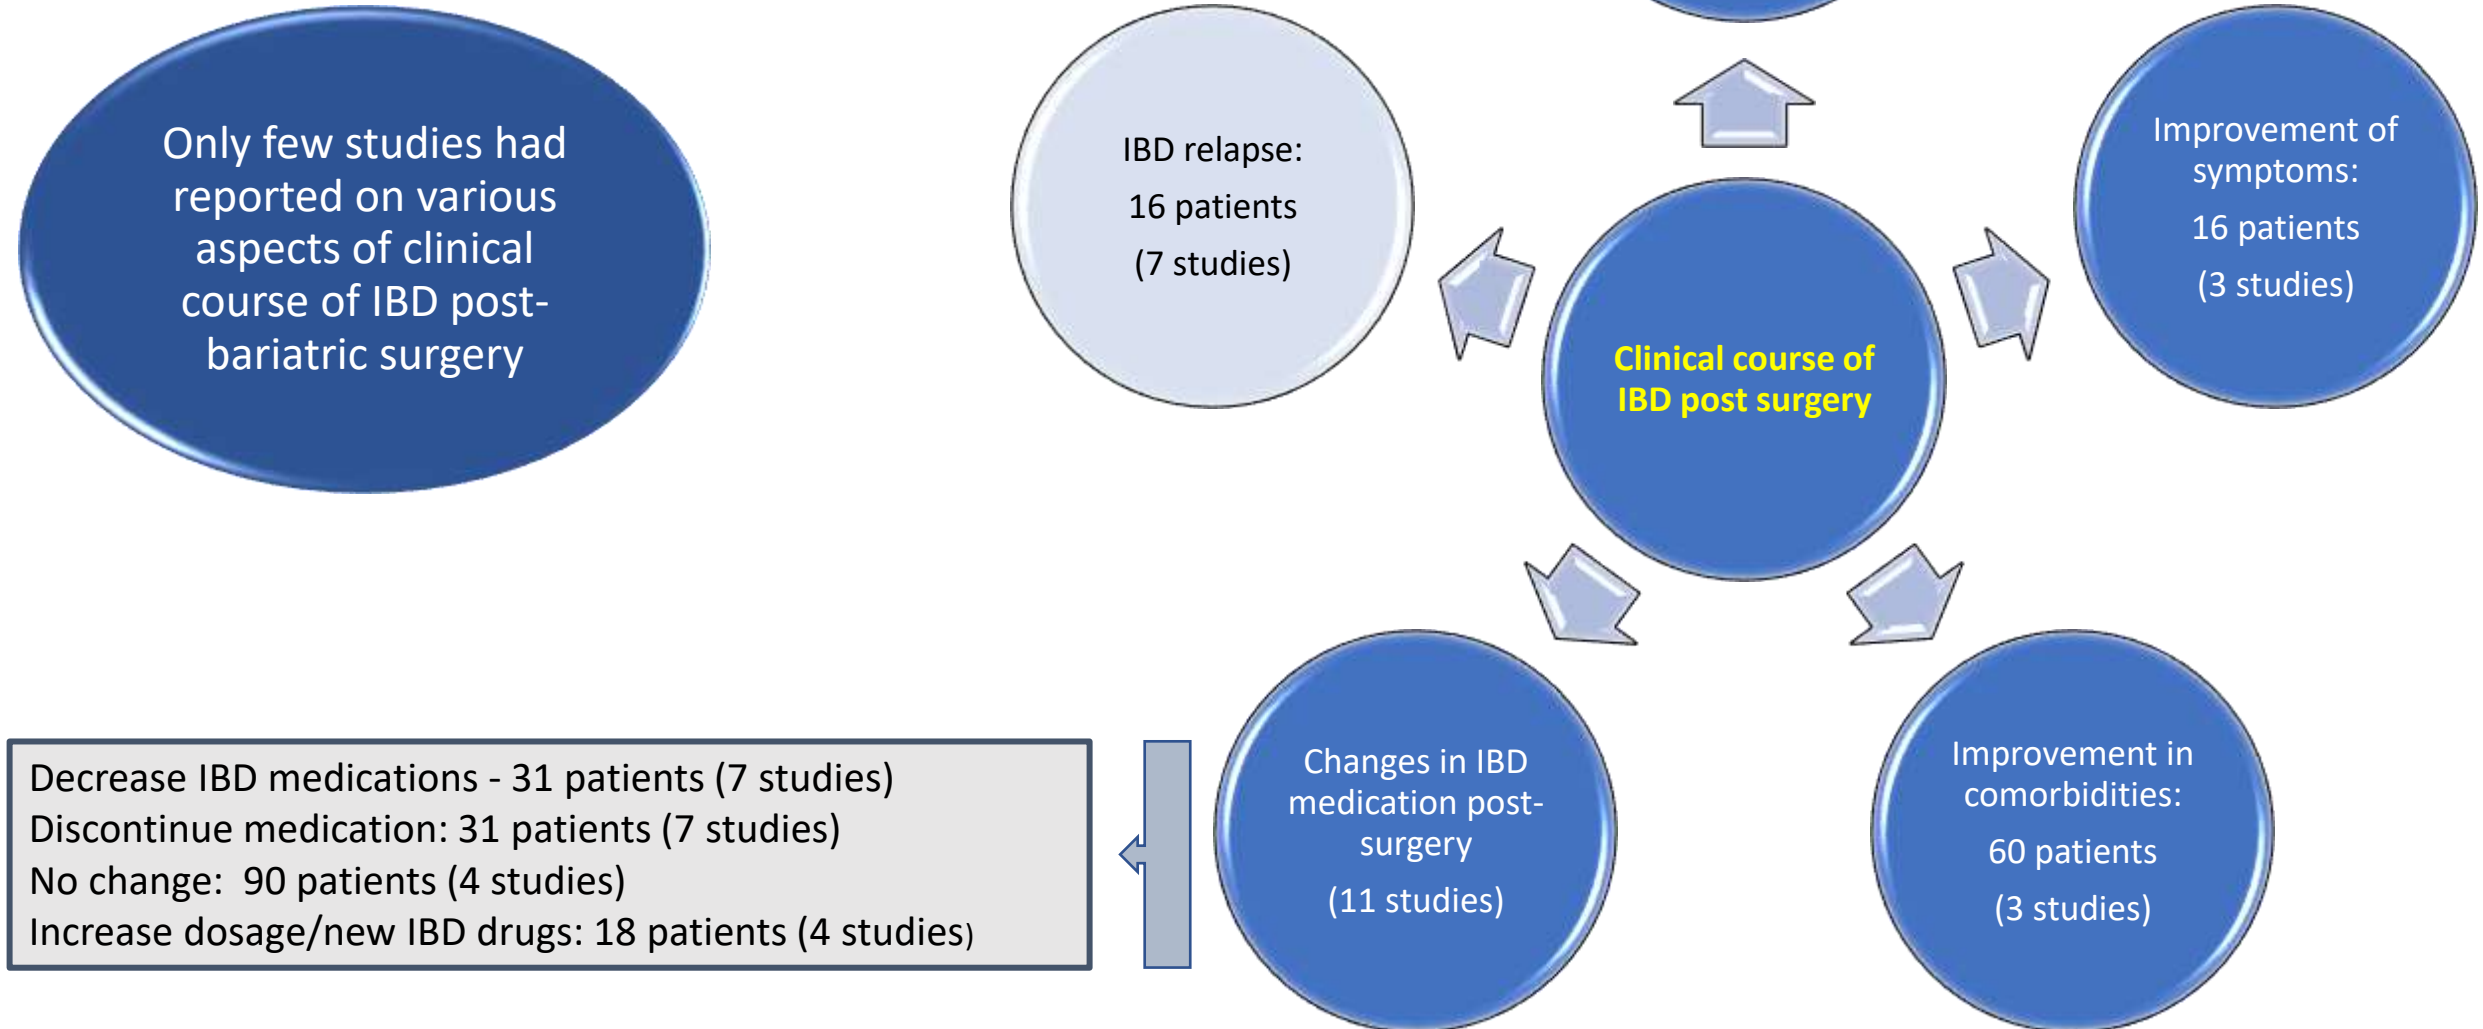 Only few studies had
reported on various
aspects of clinical
course of IBD post-
bariatric surgery
IBD relapse:
16 patients
(7 studies)
Improvement of
symptoms:
16 patients
(3 studies)
Clinical course of
IBD post surgery
Changes in IBD
medication post-
surgery
(11 studies)
Improvement in
comorbidities:
60 patients
(3 studies)
Decrease IBD medications - 31 patients (7 studies)
Discontinue medication: 31 patients (7 studies)
No change:  90 patients (4 studies)
Increase dosage/new IBD drugs: 18 patients (4 studies)